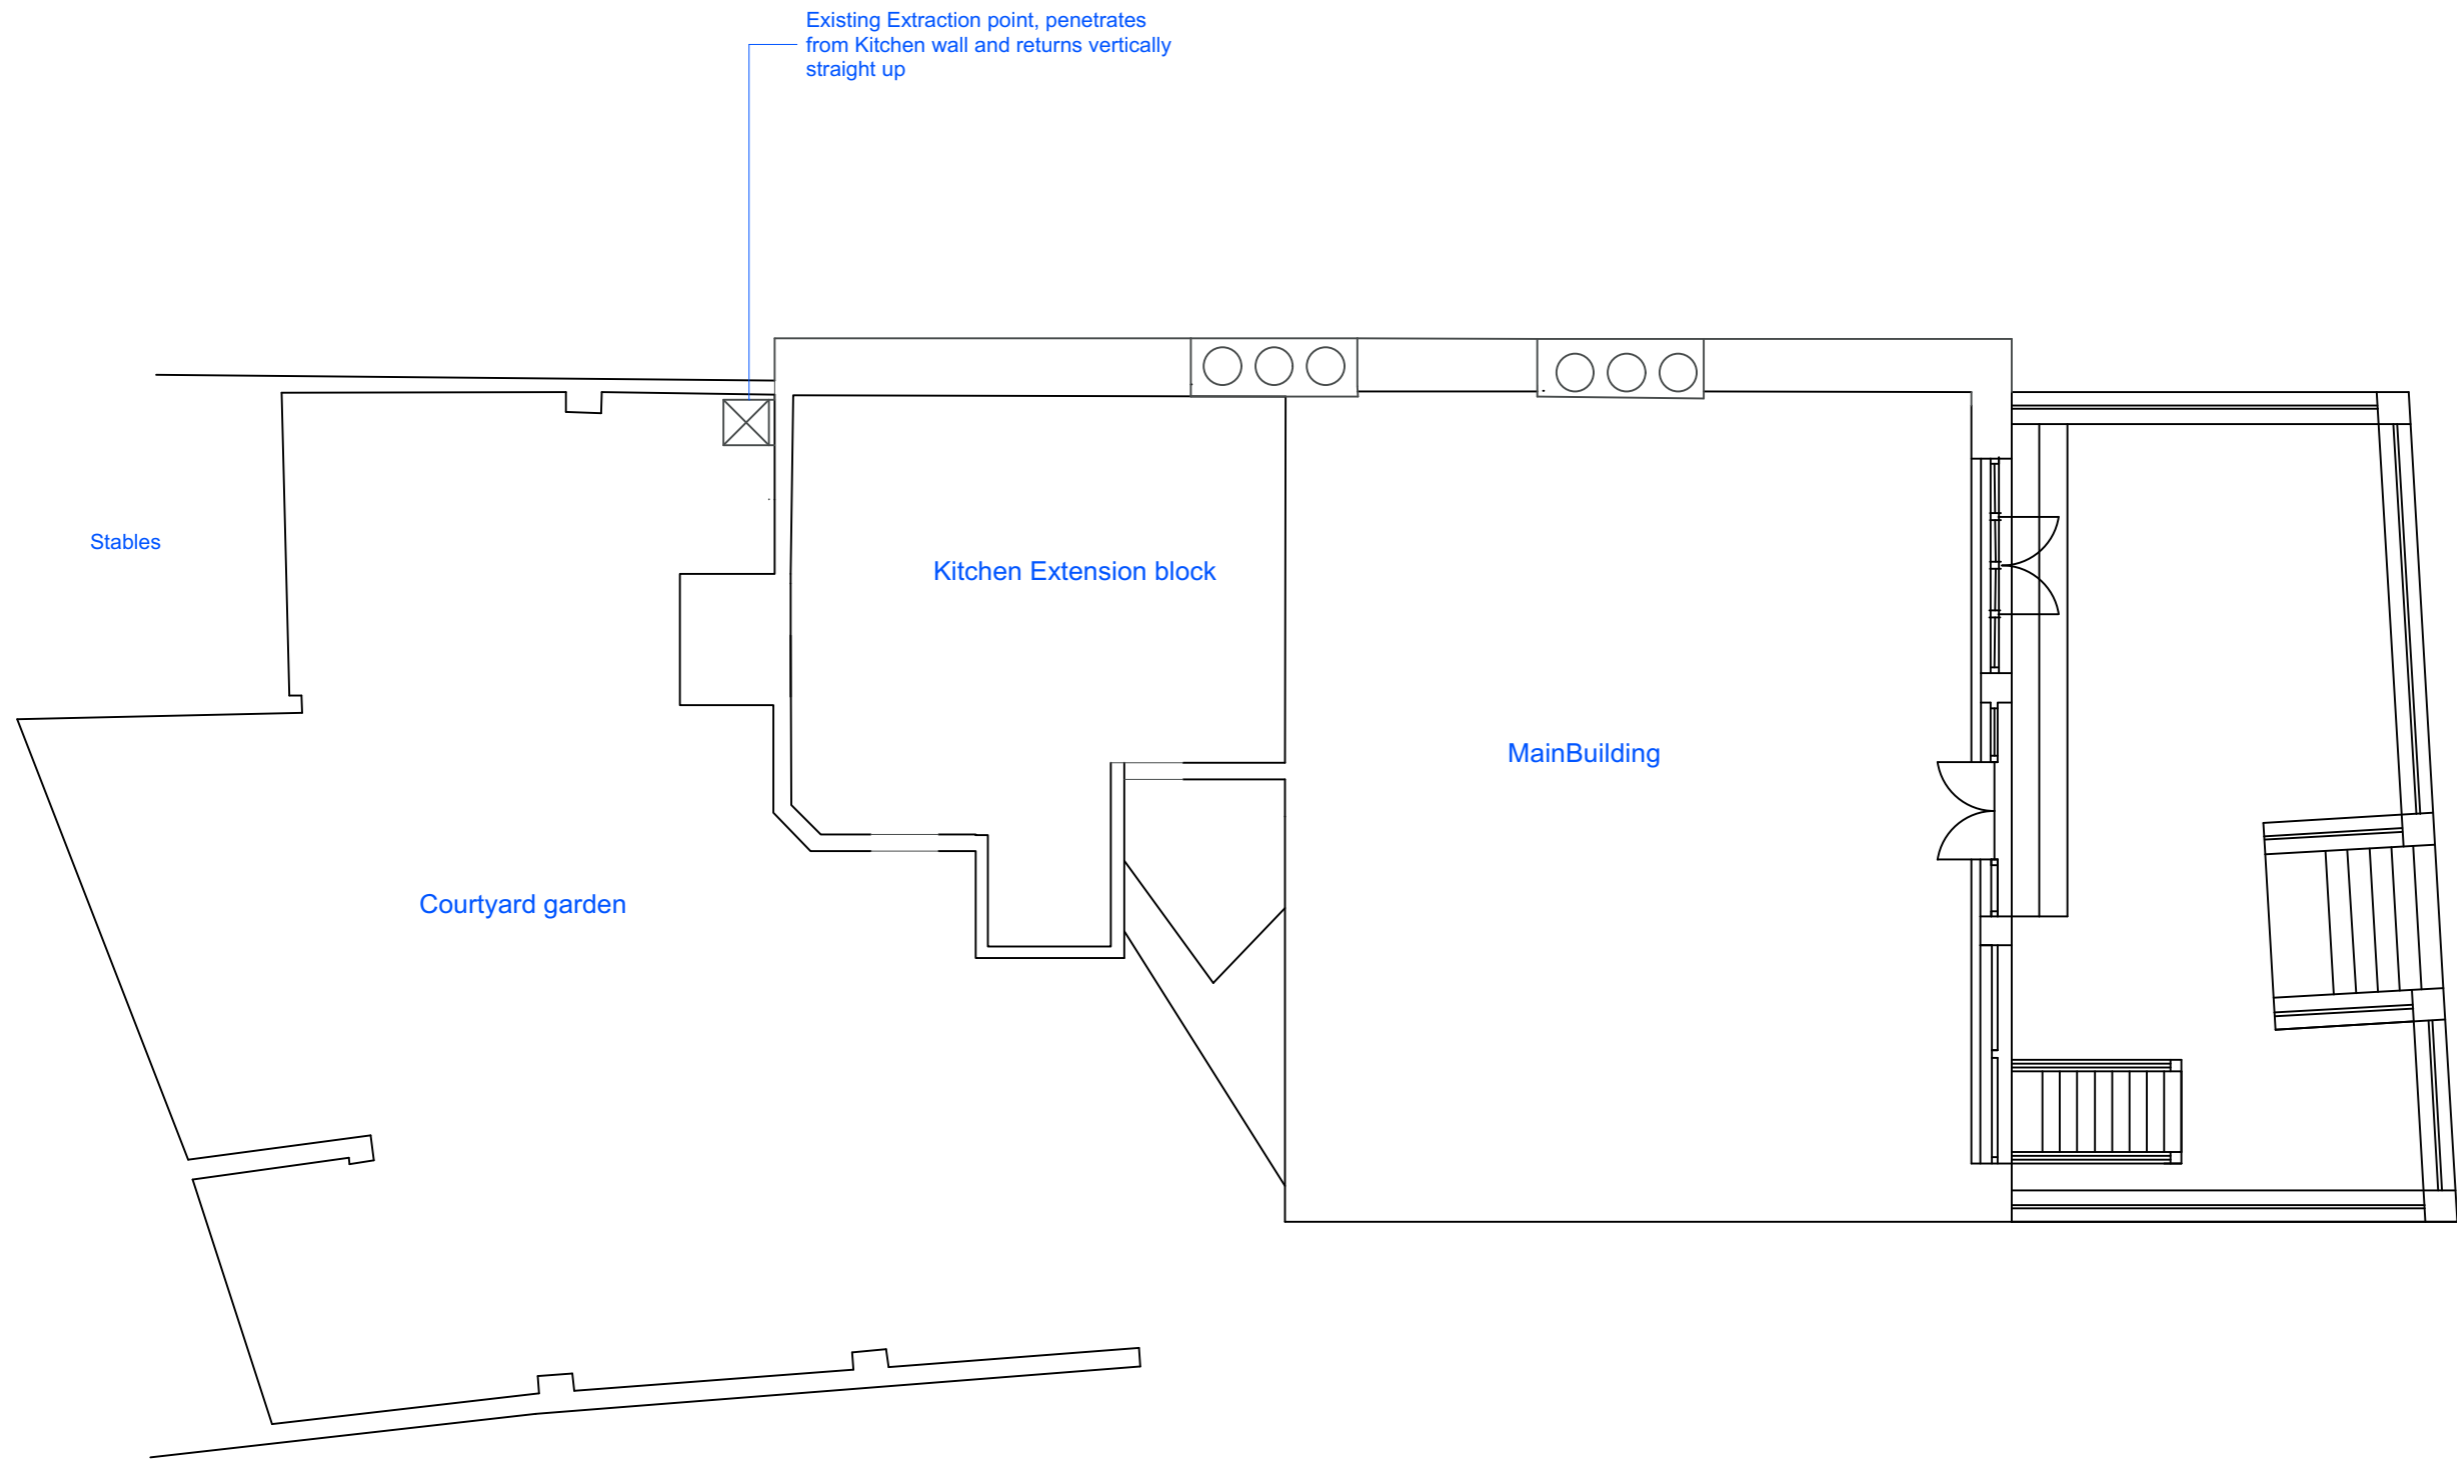 Existing Extraction point, penetrates
from Kitchen wall and returns vertically
straight up
Stables
Kitchen Extension block
MainBuilding
Courtyard garden